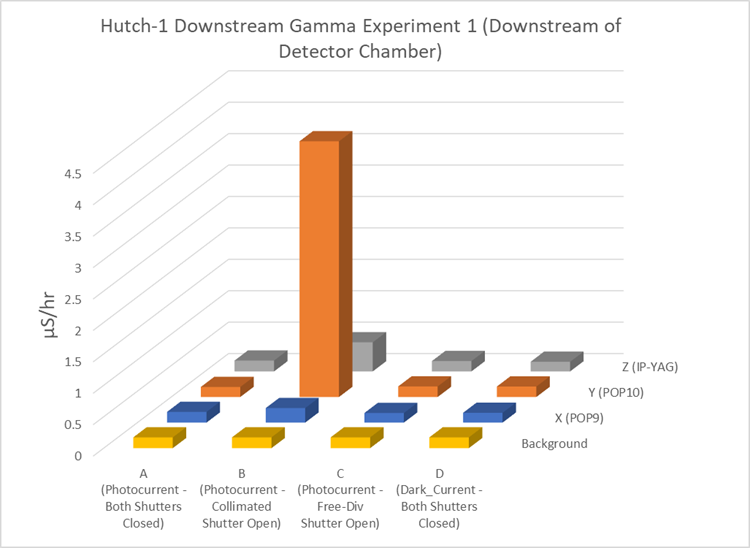 Hutch-1 Downstream Gamma Experiment 1 (Downstream of
Detector Chamber)
4.5
4
3.5
3
2.5
2
1.5
1
0.5
0
µS/hr
Z (IP-YAG)
Y (POP10)
X (POP9)
Background
A
(Photocurrent -
Both Shutters
Closed)
B
(Photocurrent -
Collimated
Shutter Open)
C
(Photocurrent -
Free-Div
Shutter Open)
D
(Dark_Current -
Both Shutters
Closed)